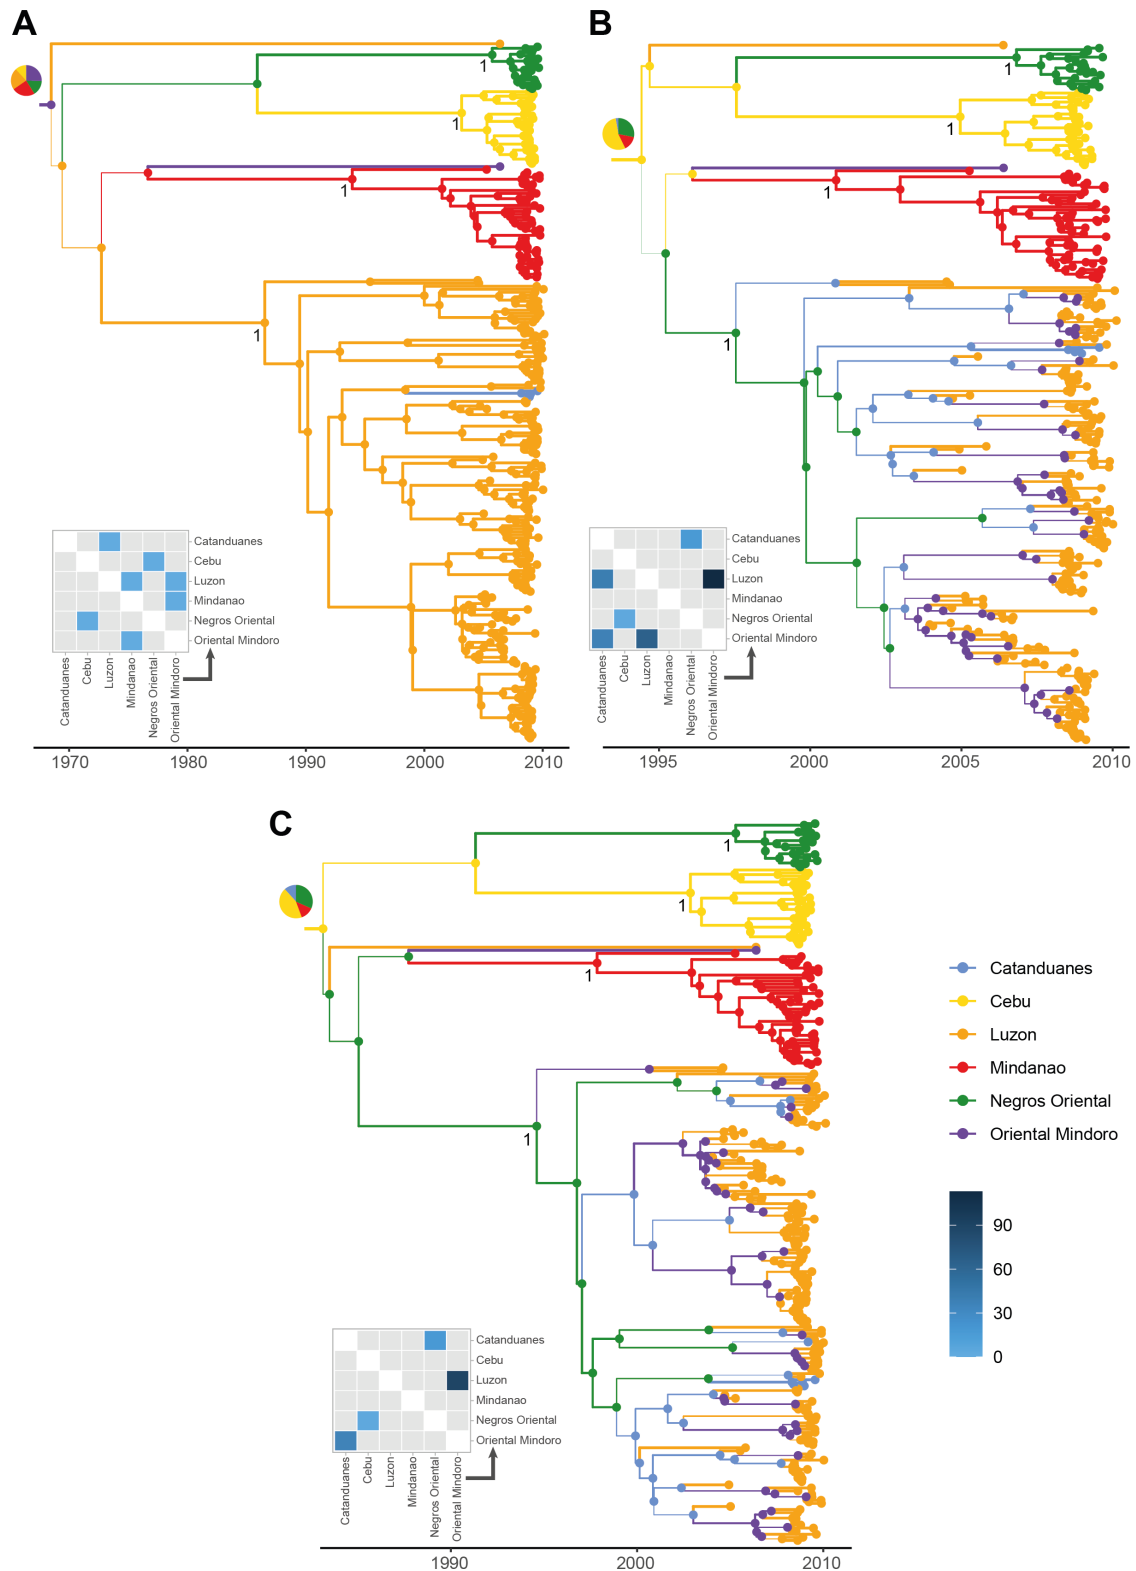 A
B
1
1
1
1
1
1
1
1
Catanduanes
Cebu
Luzon
Mindanao
Negros Oriental
Oriental Mindoro
Catanduanes
Cebu
Luzon
Mindanao
Negros Oriental
Oriental Mindoro
Catanduanes
Cebu
Luzon
Mindanao
Negros Oriental
Oriental Mindoro
Catanduanes
Cebu
Luzon
Mindanao
Negros Oriental
Oriental Mindoro
1970 1980 1990 2000 2010
1995 2000 2005 2010
C
1
1
1
1
Catanduanes
Cebu
Luzon
Mindanao
Negros Oriental
Oriental Mindoro
90
60
30
0
Catanduanes
Cebu
Luzon
Mindanao
Negros Oriental
Oriental Mindoro
Catanduanes
Cebu
Luzon
Mindanao
Negros Oriental
Oriental Mindoro
1990 2000 2010